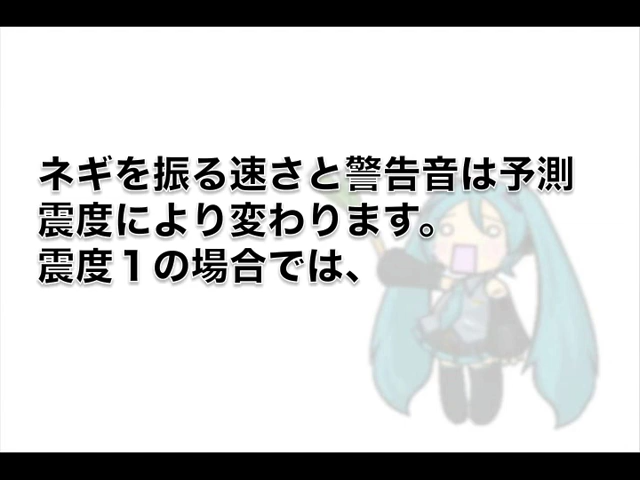 ネギを振る速さと警告音は予測
震度により変わります。
震度１の場合では、